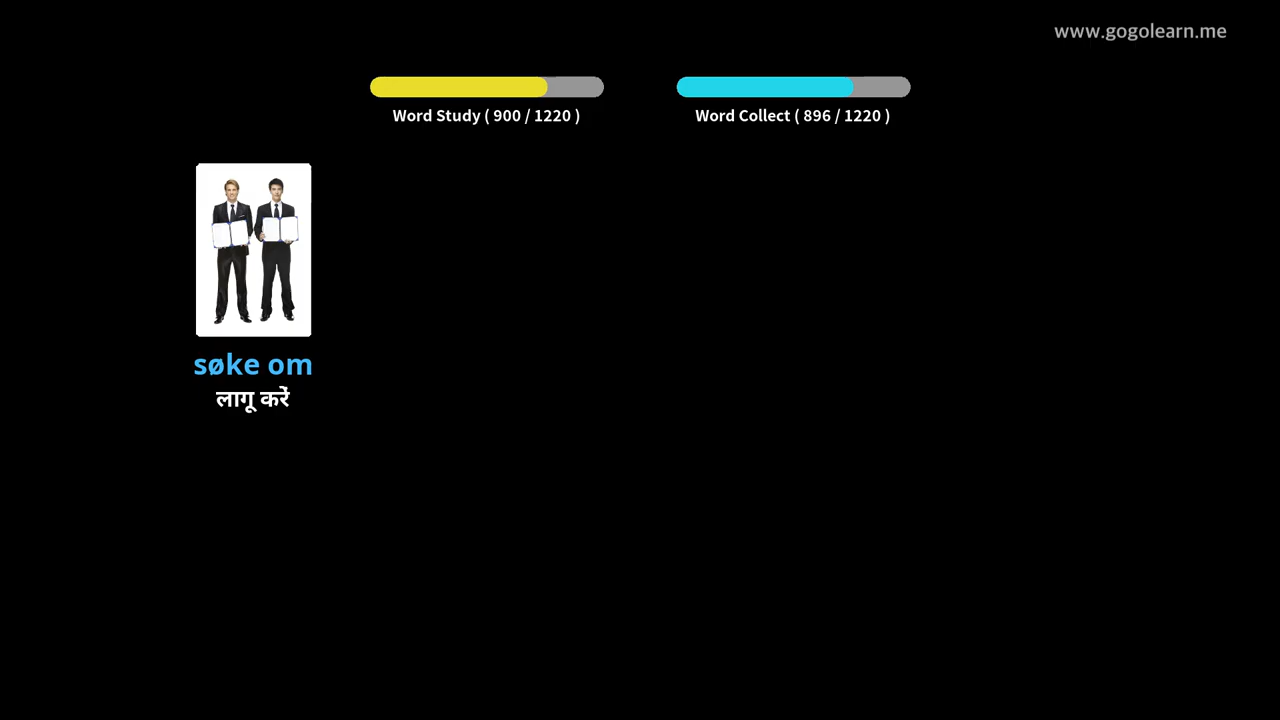 www.gogolearn.me
Word Study ( 900 / 1220 )
Word Collect ( 896 / 1220 )
søke om
लागू करें